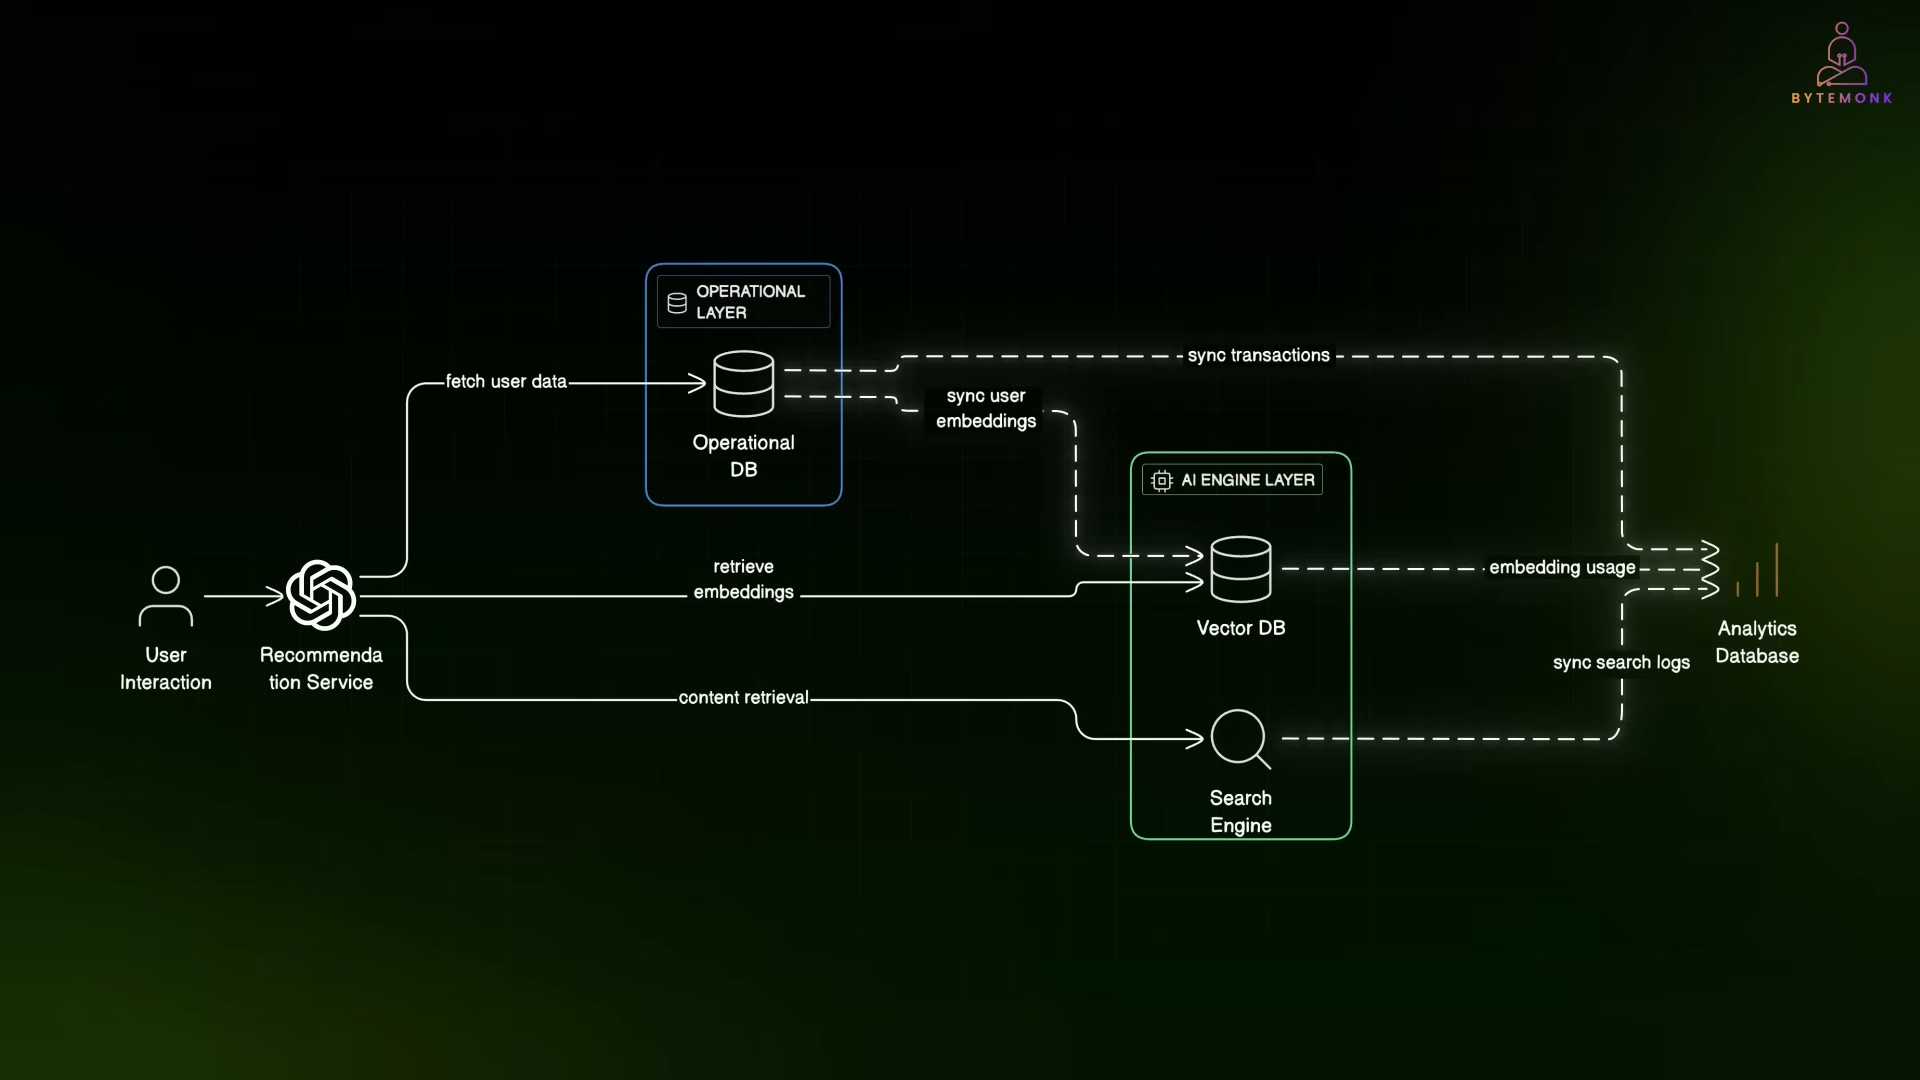 BYTEMONK
OPERATIONAL
LAYER
sync transactions
fetch user data
sync user
embeddings
Operational
DB
AI ENGINE LAYER
retrieve
embeddings
embedding usage
User
Interaction
Recommenda
tion Service
Vector DB
Analytics
Database
sync search logs
content retrieval
Search
Engine